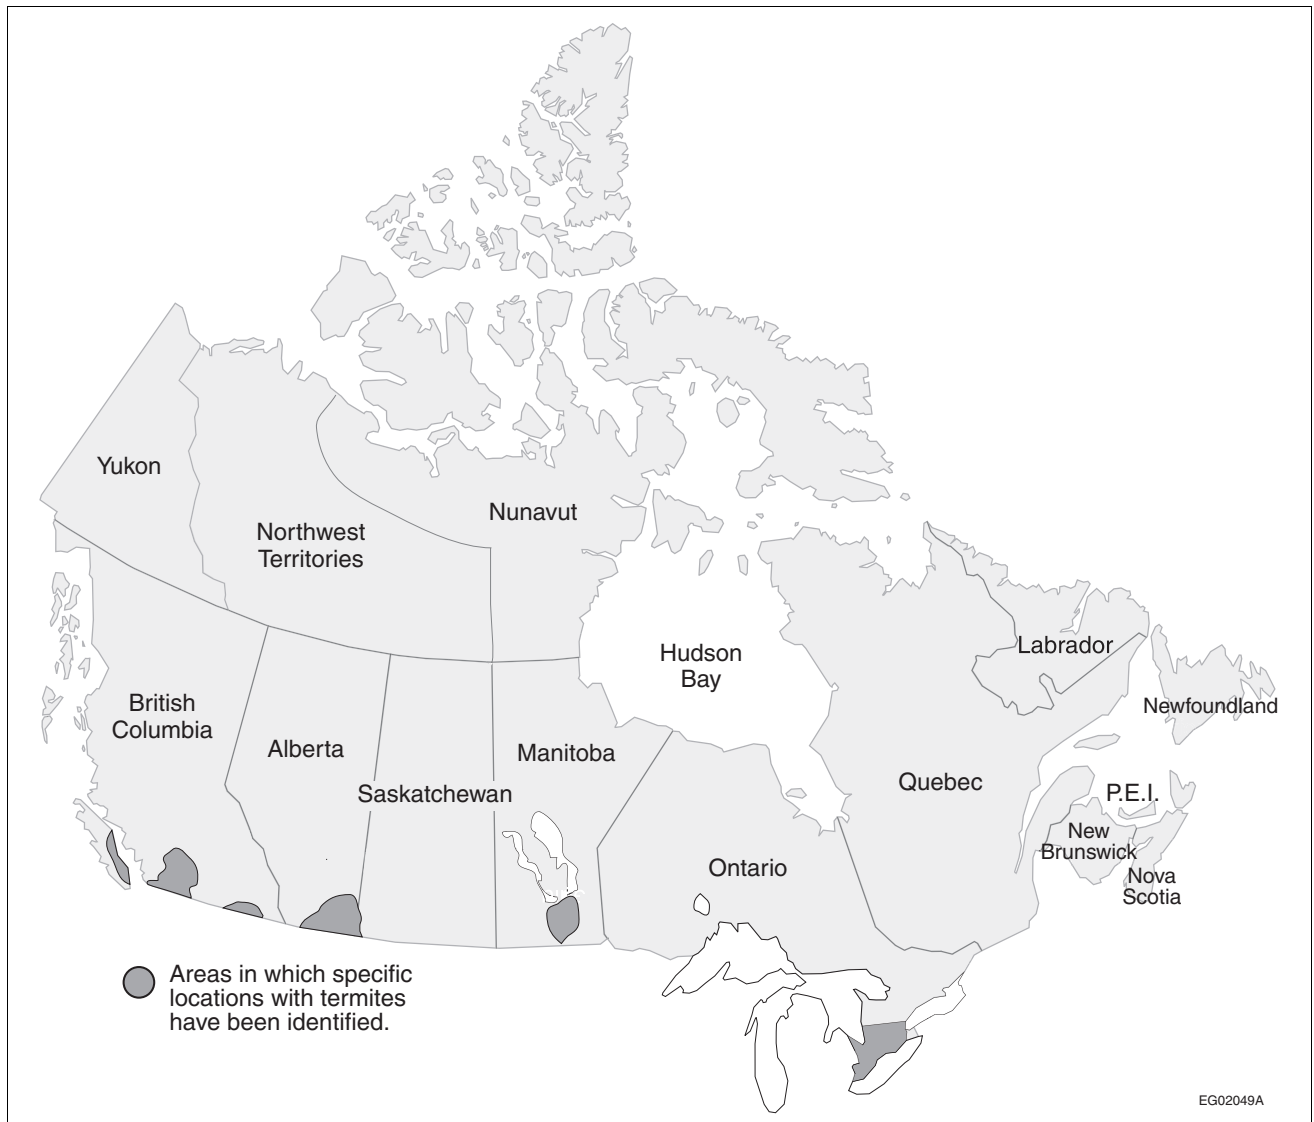 Yukon
Northwest
Territories
Nunavut
Hudson
Bay
Labrador
Newfoundland
British
Columbia
Alberta
Saskatchewan
Manitoba
Ontario
Quebec
P.E.I.
New
Brunswick
Nova
Scotia
Areas in which specific
locations with termites
have been identified.
EG02049A